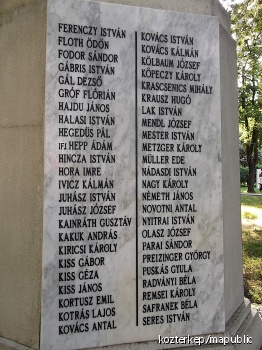 FERENCZY ISTVÁN
FLOTH ÖDÖN
FODOR SÁNDOR
GÁBRIS ISTVÁN
GÁL DEZSŐ
GRÓF FLÓRIÁN
HAJDU JÁNOS
HALASI ISTVÁN
HEGEDÜS PÁL
IFJ HEPP ÁDÁM
HINCZA ISTVÁN
HORA IMRE
IVICZ KÁLMÁN
JUHÁSZ ISTVÁN
JUHÁSZ JÓZSEF
KAINRÁTH GUSZTÁV
KAKUK ANDRÁS
KIRICSI KÁROLY
KISS GÁBOR
KISS GÉZA
KISS JÁNOS
KORTUSZ EMIL
KOTRÁS LAJOS
KOVÁCS ANTAL
KOVÁCS ISTVÁN
KOVÁCS KÁLMÁN
KÖLBAUM JÓZSEF
KÖPECZY KÁROLY
KRASCSENICS MIHÁLY
KRAUSZ HUGÓ
LAK ISTVÁN
MENDL JÓZSEF
MESTER ISTVÁN
METZGER KÁROLY
MÜLLER EDE
NÁDASDI ISTVÁN
NAGY KÁROLY
NÉMETH JÁNOS
NOVOTNI ANTAL
NYITRAI ISTVÁN
OLASZ JÓZSEF
PARAI SÁNDOR
PREIZINGER GYÖRGY
PUSKÁS GYULA
RADVÁNYI BÉLA
REMSEI KÁROLY
SAFRANEK BÉLA
SERES ISTVÁN
kozterkep/mapublic